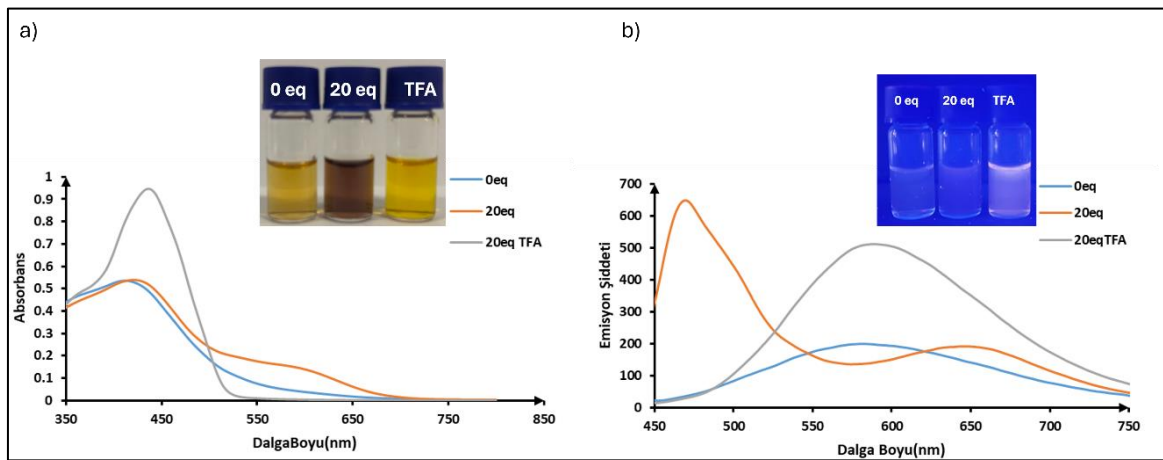 a)
0 eq 20 eq TFA
1
0.9
0.8
0.7
0.6
0.5
0.4
0.3
0.2
0.1
0
Absorbans
350 450 550 650 750 850
DalgaBoyu(nm)
0eq
20eq
20eq TFA
b)
0 eq 20 eq TFA
700
600
500
400
300
200
100
0
Emisyon Şiddeti
450 500 550 600 650 700 750
Dalga Boyu(nm)
0eq
20eq
20eqTFA